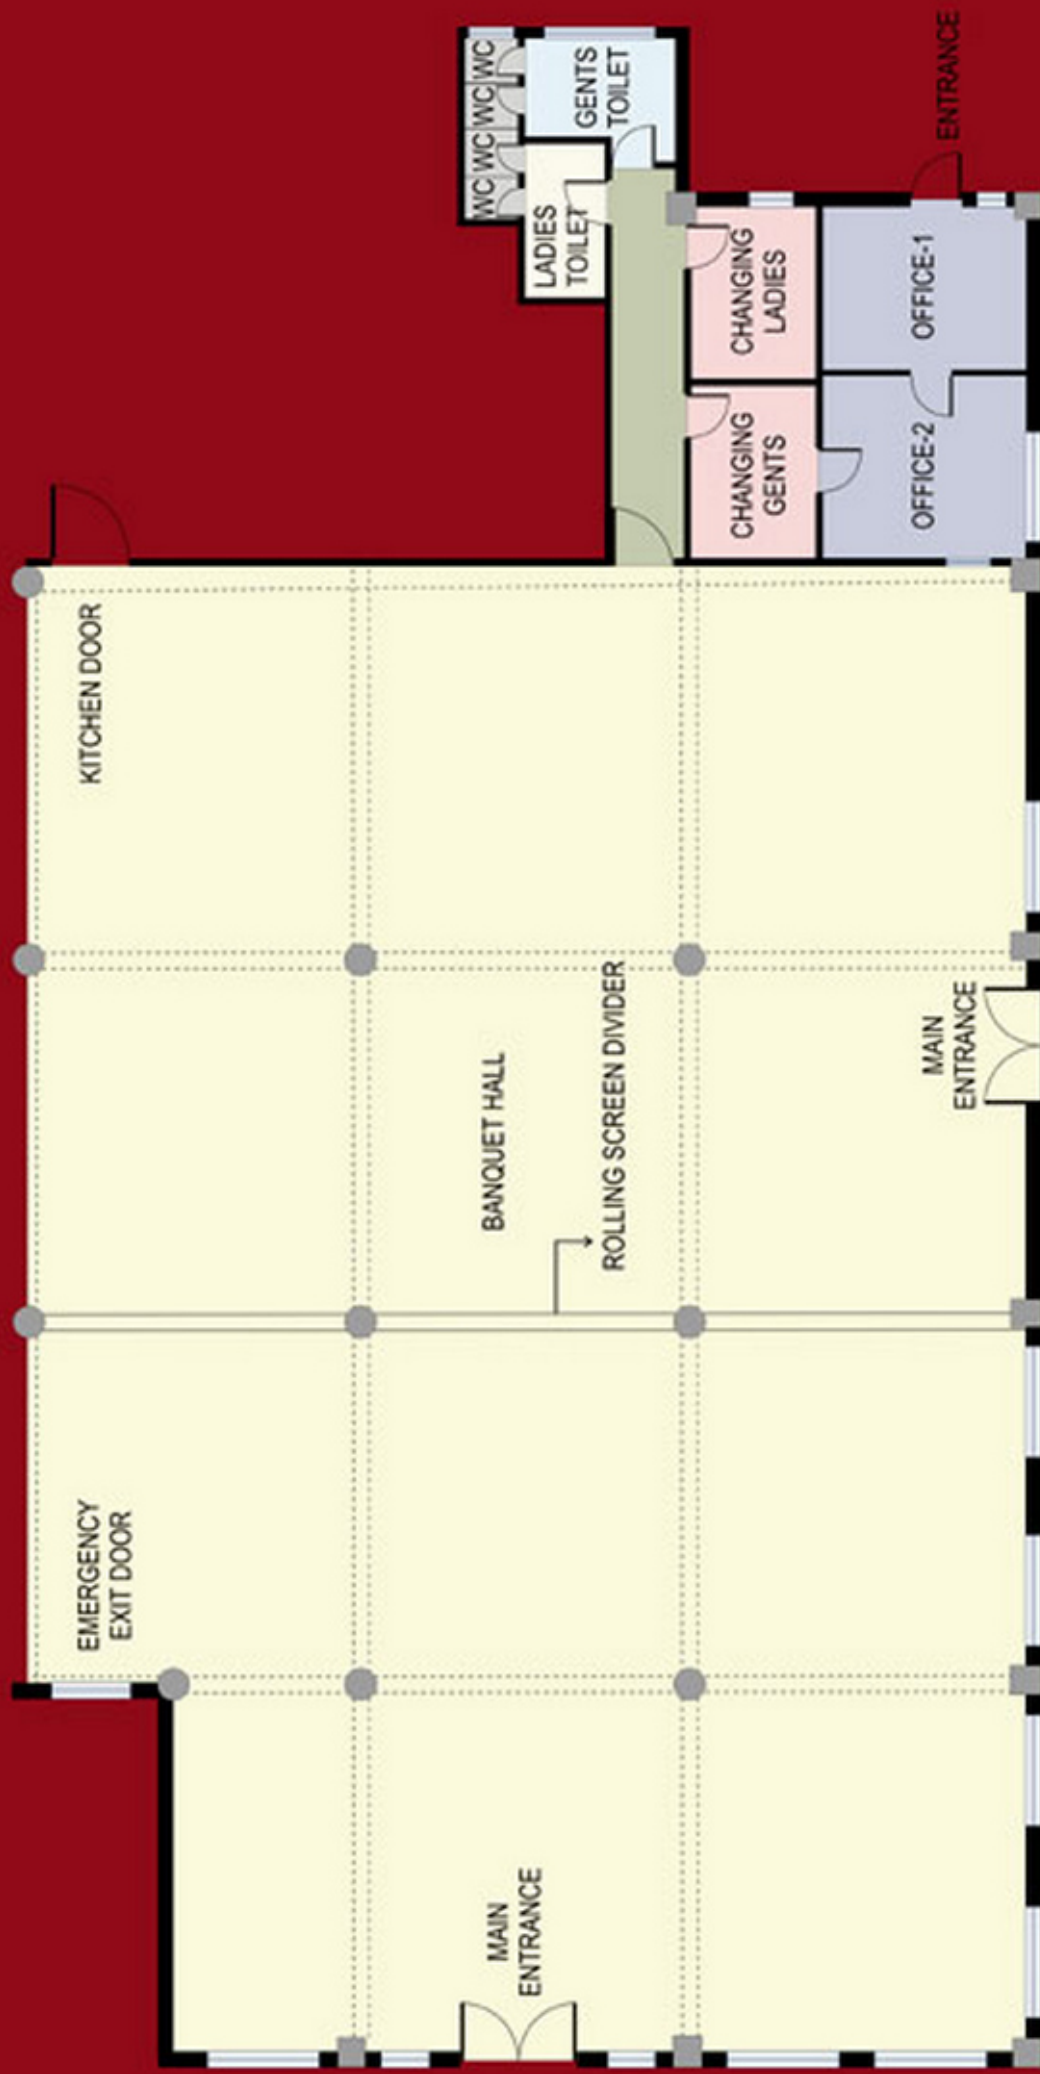 EMERGENCY
EXIT DOOR
KITCHEN DOOR
WC
WC
WC
WC
LADIES
TOILET
GENTS
TOILET
BANQUET HALL
ROLLING SCREEN DIVIDER
MAIN
ENTRANCE
CHANGING
GENTS
CHANGING
LADIES
MAIN
ENTRANCE
OFFICE-2
OFFICE-1
ENTRANCE